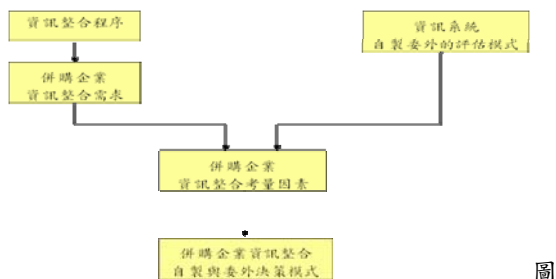 資訊整合程序
資訊系統
自製委外的評估模式
併購企業
資訊整合需求
併購企業
資訊整合考量因素
併購企業資訊整合
自製與委外決策模式
圖